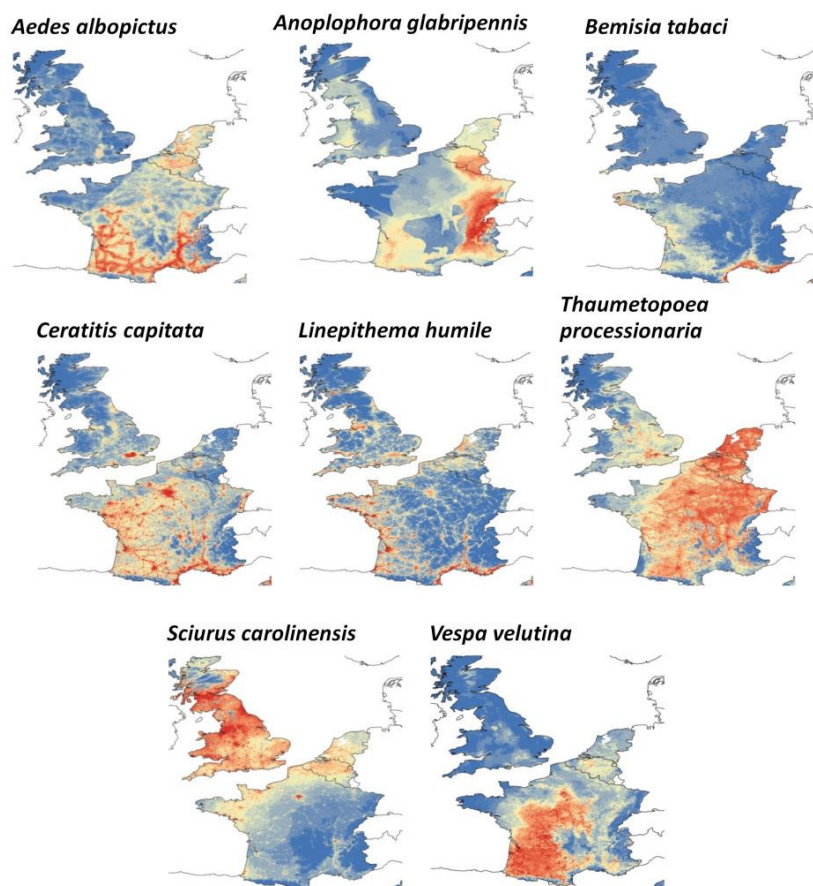 Aedes albopictus
Anoplophora glabripennis
Bemisia tabaci
Ceratitis capitata
Linepithema humile
Thaumetopoea
processionaria
Sciurus carolinensis
Vespa velutina